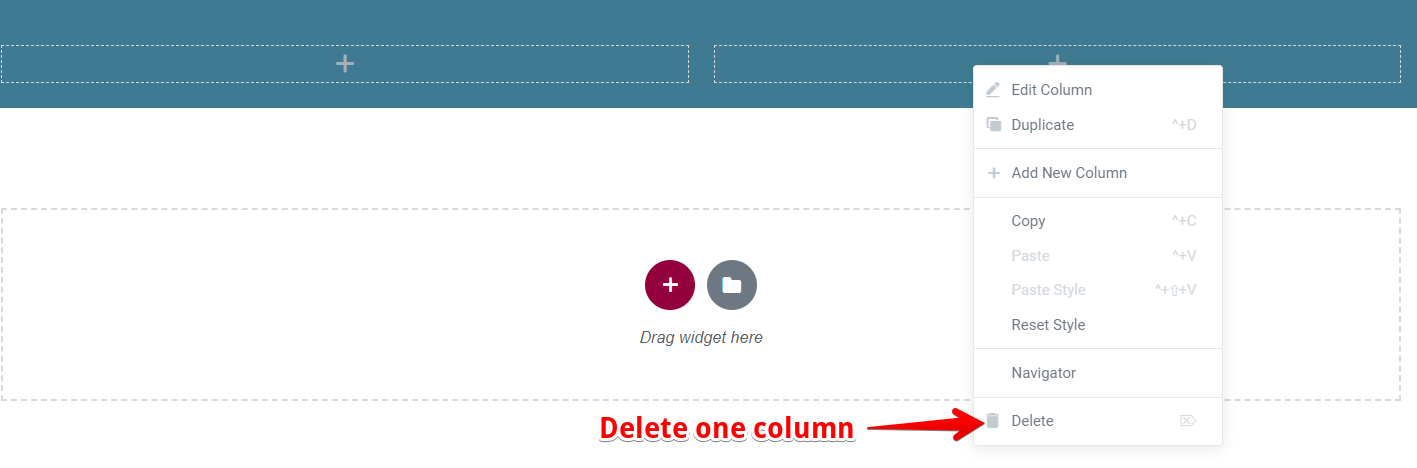 Edit Column
Duplicate ^+D
Add New Column
Copy ^+C
Paste ^+V
Paste Style ^+⇧+V
Reset Style
Navigator
Delete ⌦
Drag widget here
Delete one column